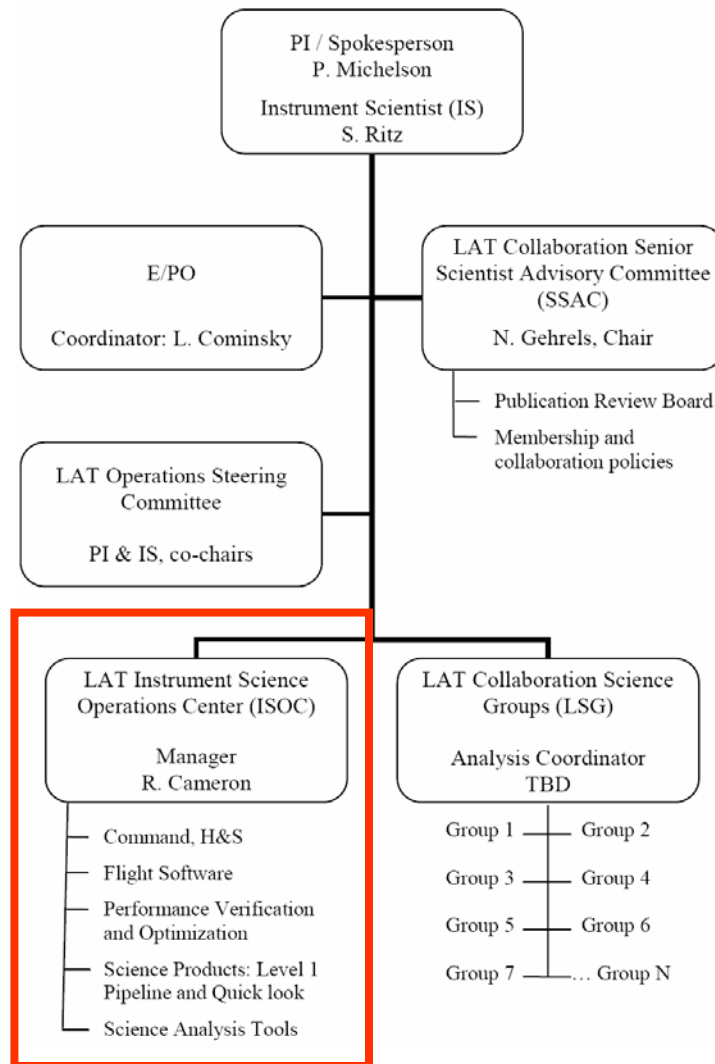 PI / Spokesperson
P. Michelson
Instrument Scientist (IS)
S. Ritz
E/PO
Coordinator: L. Cominsky
LAT Collaboration Senior
Scientist Advisory Committee
(SSAC)
N. Gehrels, Chair
Publication Review Board
Membership and
collaboration policies
LAT Operations Steering
Committee
PI & IS, co-chairs
LAT Instrument Science
Operations Center (ISOC)
Manager
R. Cameron
Command, H&S
Flight Software
Performance Verification
and Optimization
Science Products: Level 1
Pipeline and Quick look
Science Analysis Tools
LAT Collaboration Science
Groups (LSG)
Analysis Coordinator
TBD
Group 1
Group 2
Group 3
Group 4
Group 5
Group 6
Group 7
… Group N